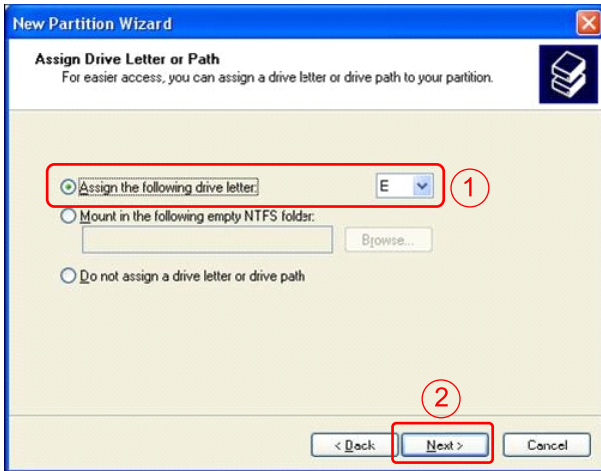 New Partition Wizard
Assign Drive Letter or Path
For easier access, you can assign a drive letter or drive path to your partition.
Assign the following drive letter: E
1
Mount in the following empty NTFS folder:
Browse...
Do not assign a drive letter or drive path
2
< Back Next > Cancel